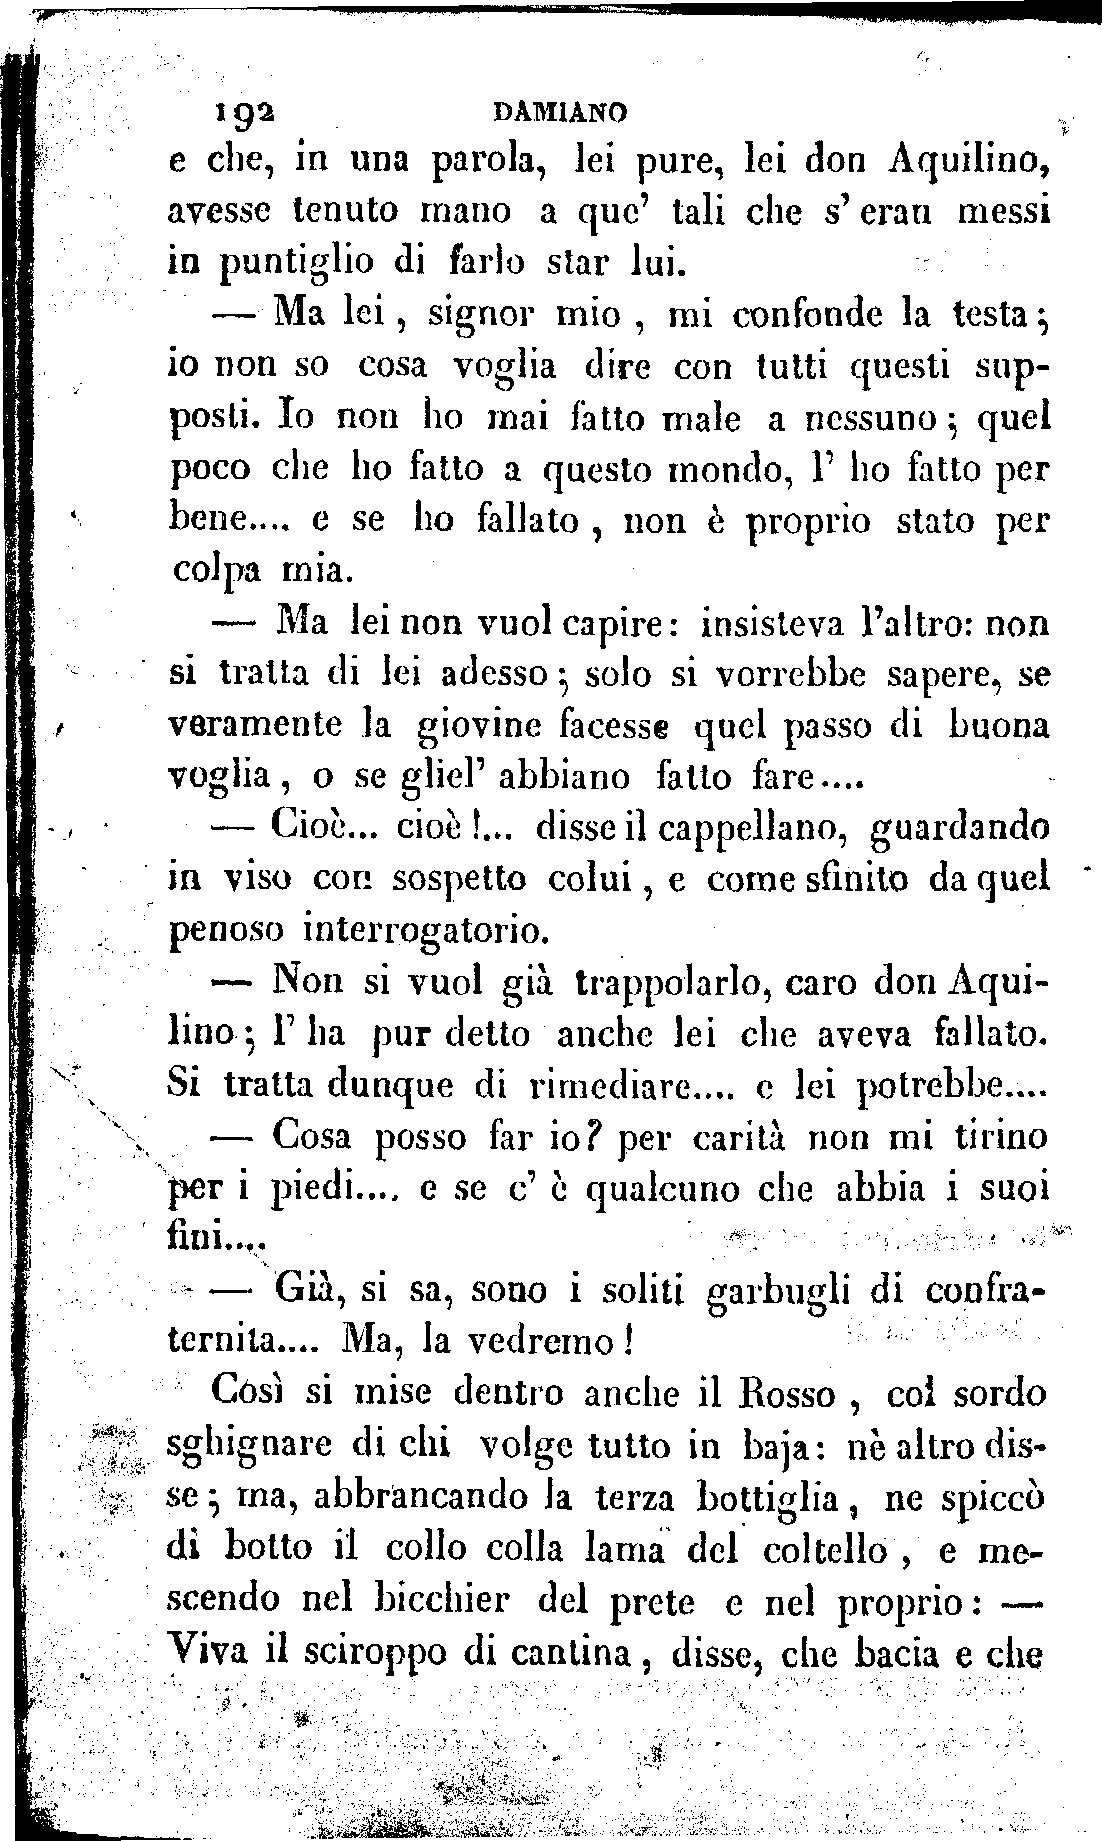 192 DAMIANO
e che, in una parola, lei pure, lei don Aquilino,
avesse tenuto mano a que' tali che s' eran messi
in puntiglio di farlo star lui.
— Ma lei, signor mio, mi confonde la testa;
io non so cosa voglia dire con tutti questi sup-
posti. Io non ho mai fatto male a nessuno; quel
poco che ho fatto a questo mondo, l' ho fatto per
bene.... e se ho fallato, non è proprio stato per
colpa mia.
— Ma lei non vuol capire: insisteva l'altro: non
si tratta di lei adesso; solo si vorrebbe sapere, se
veramente la giovine facesse quel passo di buona
voglia, o se gliel' abbiano fatto fare....
— Cioè... cioè!... disse il cappellano, guardando
in viso con sospetto colui, e come sfinito da quel
penoso interrogatorio.
— Non si vuol già trappolarlo, caro don Aqui-
lino; l' ha pur detto anche lei che aveva fallato.
Si tratta dunque di rimediare.... e lei potrebbe....
— Cosa posso far io? per carità non mi tirino
per i piedi.... e se c' è qualcuno che abbia i suoi
fini....
— Già, si sa, sono i soliti garbugli di confra-
ternita.... Ma, la vedremo!
Così si mise dentro anche il Rosso, col sordo
sghignare di chi volge tutto in baja: nè altro dis-
se; ma, abbrancando la terza bottiglia, ne spiccò
di botto il collo colla lama del coltello, e me-
scendo nel bicchier del prete e nel proprio: —
Viva il sciroppo di cantina, disse, che bacia e che